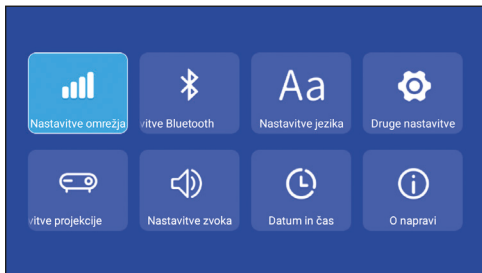 Aa
Nastavitve omrežja
vitve Bluetooth
Nastavitve jezika
Druge nastavitve
vitve projekcije
Nastavitve zvoka
Datum in čas
O napravi